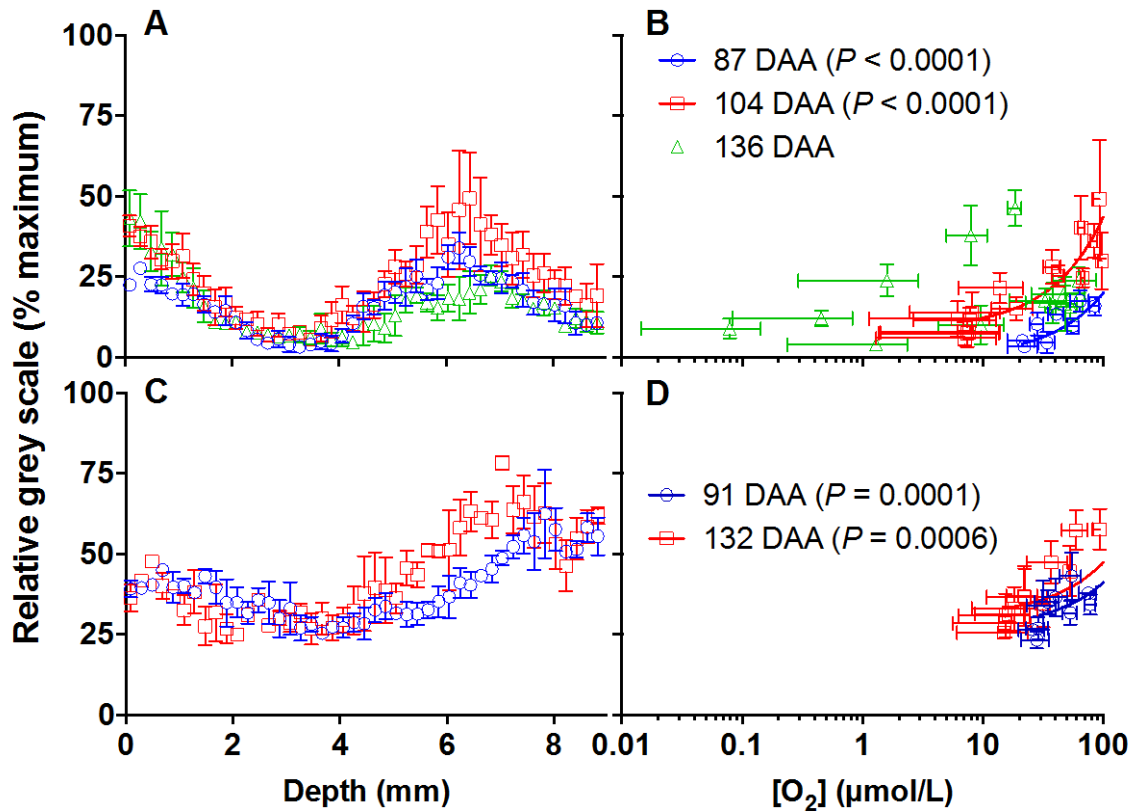 Relative grey scale (% maximum)
100
75
50
25
0
A
B
87 DAA (P < 0.0001)
104 DAA (P < 0.0001)
136 DAA
100
75
50
25
0
C
D
91 DAA (P = 0.0001)
132 DAA (P = 0.0006)
0 2 4 6 8
0.01 0.1 1 10 100
Depth (mm)
[O₂] (µmol/L)